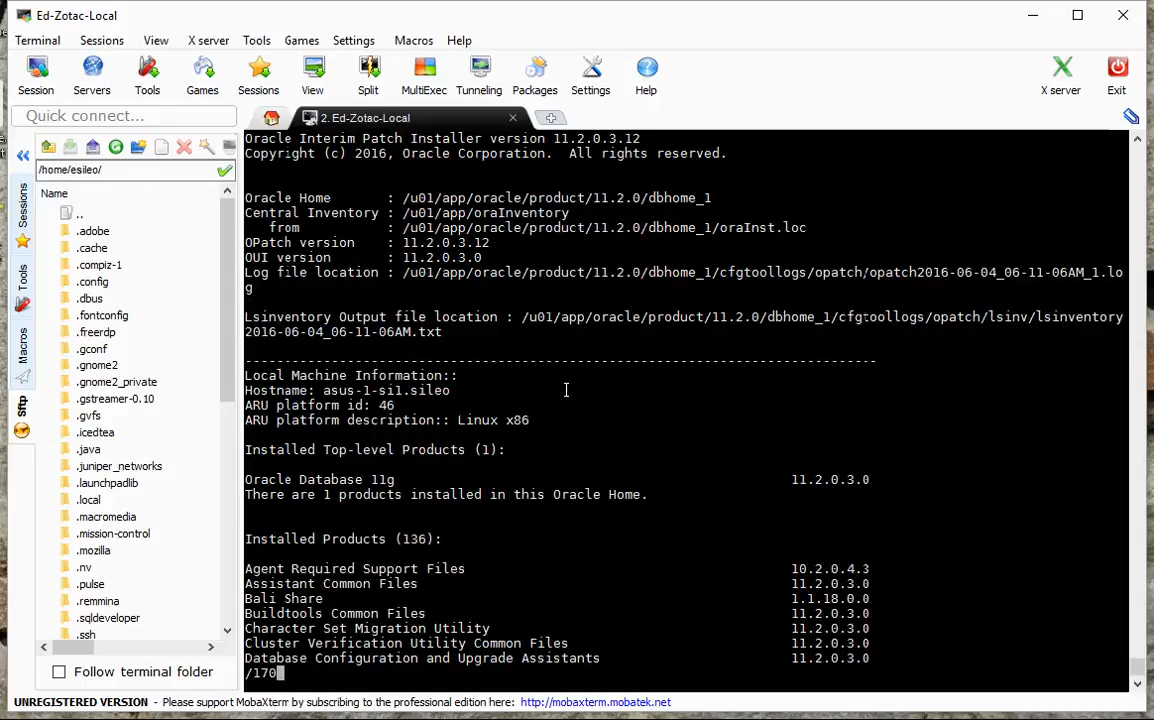 Ed-Zotac-Local
Terminal Sessions View X server Tools Games Settings Macros Help
Session Servers Tools Games Sessions View Split MultiExec Tunneling Packages Settings Help X server Exit
Quick connect...
2. Ed-Zotac-Local
/home/esileo/
Name
..
.adobe
.cache
.compiz-1
.config
.dbus
.fontconfig
.freerdp
.gconf
.gnome2
.gnome2_private
.gstreamer-0.10
.gvfs
.icedtea
.java
.juniper_networks
.launchpadlib
.local
.macromedia
.mission-control
.mozilla
.nv
.pulse
.remmina
.sqldeveloper
.ssh
Sessions
Tools
Macros
Sftp
Follow terminal folder
Oracle Interim Patch Installer version 11.2.0.3.12
Copyright (c) 2016, Oracle Corporation.  All rights reserved.
Oracle Home       : /u01/app/oracle/product/11.2.0/dbhome_1
Central Inventory : /u01/app/oraInventory
   from           : /u01/app/oracle/product/11.2.0/dbhome_1/oraInst.loc
OPatch version    : 11.2.0.3.12
OUI version       : 11.2.0.3.0
Log file location : /u01/app/oracle/product/11.2.0/dbhome_1/cfgtoollogs/opatch/opatch2016-06-04_06-11-06AM_1.lo
g
Lsinventory Output file location : /u01/app/oracle/product/11.2.0/dbhome_1/cfgtoollogs/opatch/lsinv/lsinventory
2016-06-04_06-11-06AM.txt
--------------------------------------------------------------------------------
Local Machine Information::
Hostname: asus-1-si1.sileo
ARU platform id: 46
ARU platform description:: Linux x86
Installed Top-level Products (1):
Oracle Database 11g 11.2.0.3.0
There are 1 products installed in this Oracle Home.
Installed Products (136):
Agent Required Support Files 10.2.0.4.3
Assistant Common Files 11.2.0.3.0
Bali Share 1.1.18.0.0
Buildtools Common Files 11.2.0.3.0
Character Set Migration Utility 11.2.0.3.0
Cluster Verification Utility Common Files 11.2.0.3.0
Database Configuration and Upgrade Assistants 11.2.0.3.0
/170
UNREGISTERED VERSION - Please support MobaXterm by subscribing to the professional edition here: http://mobaxterm.mobatek.net